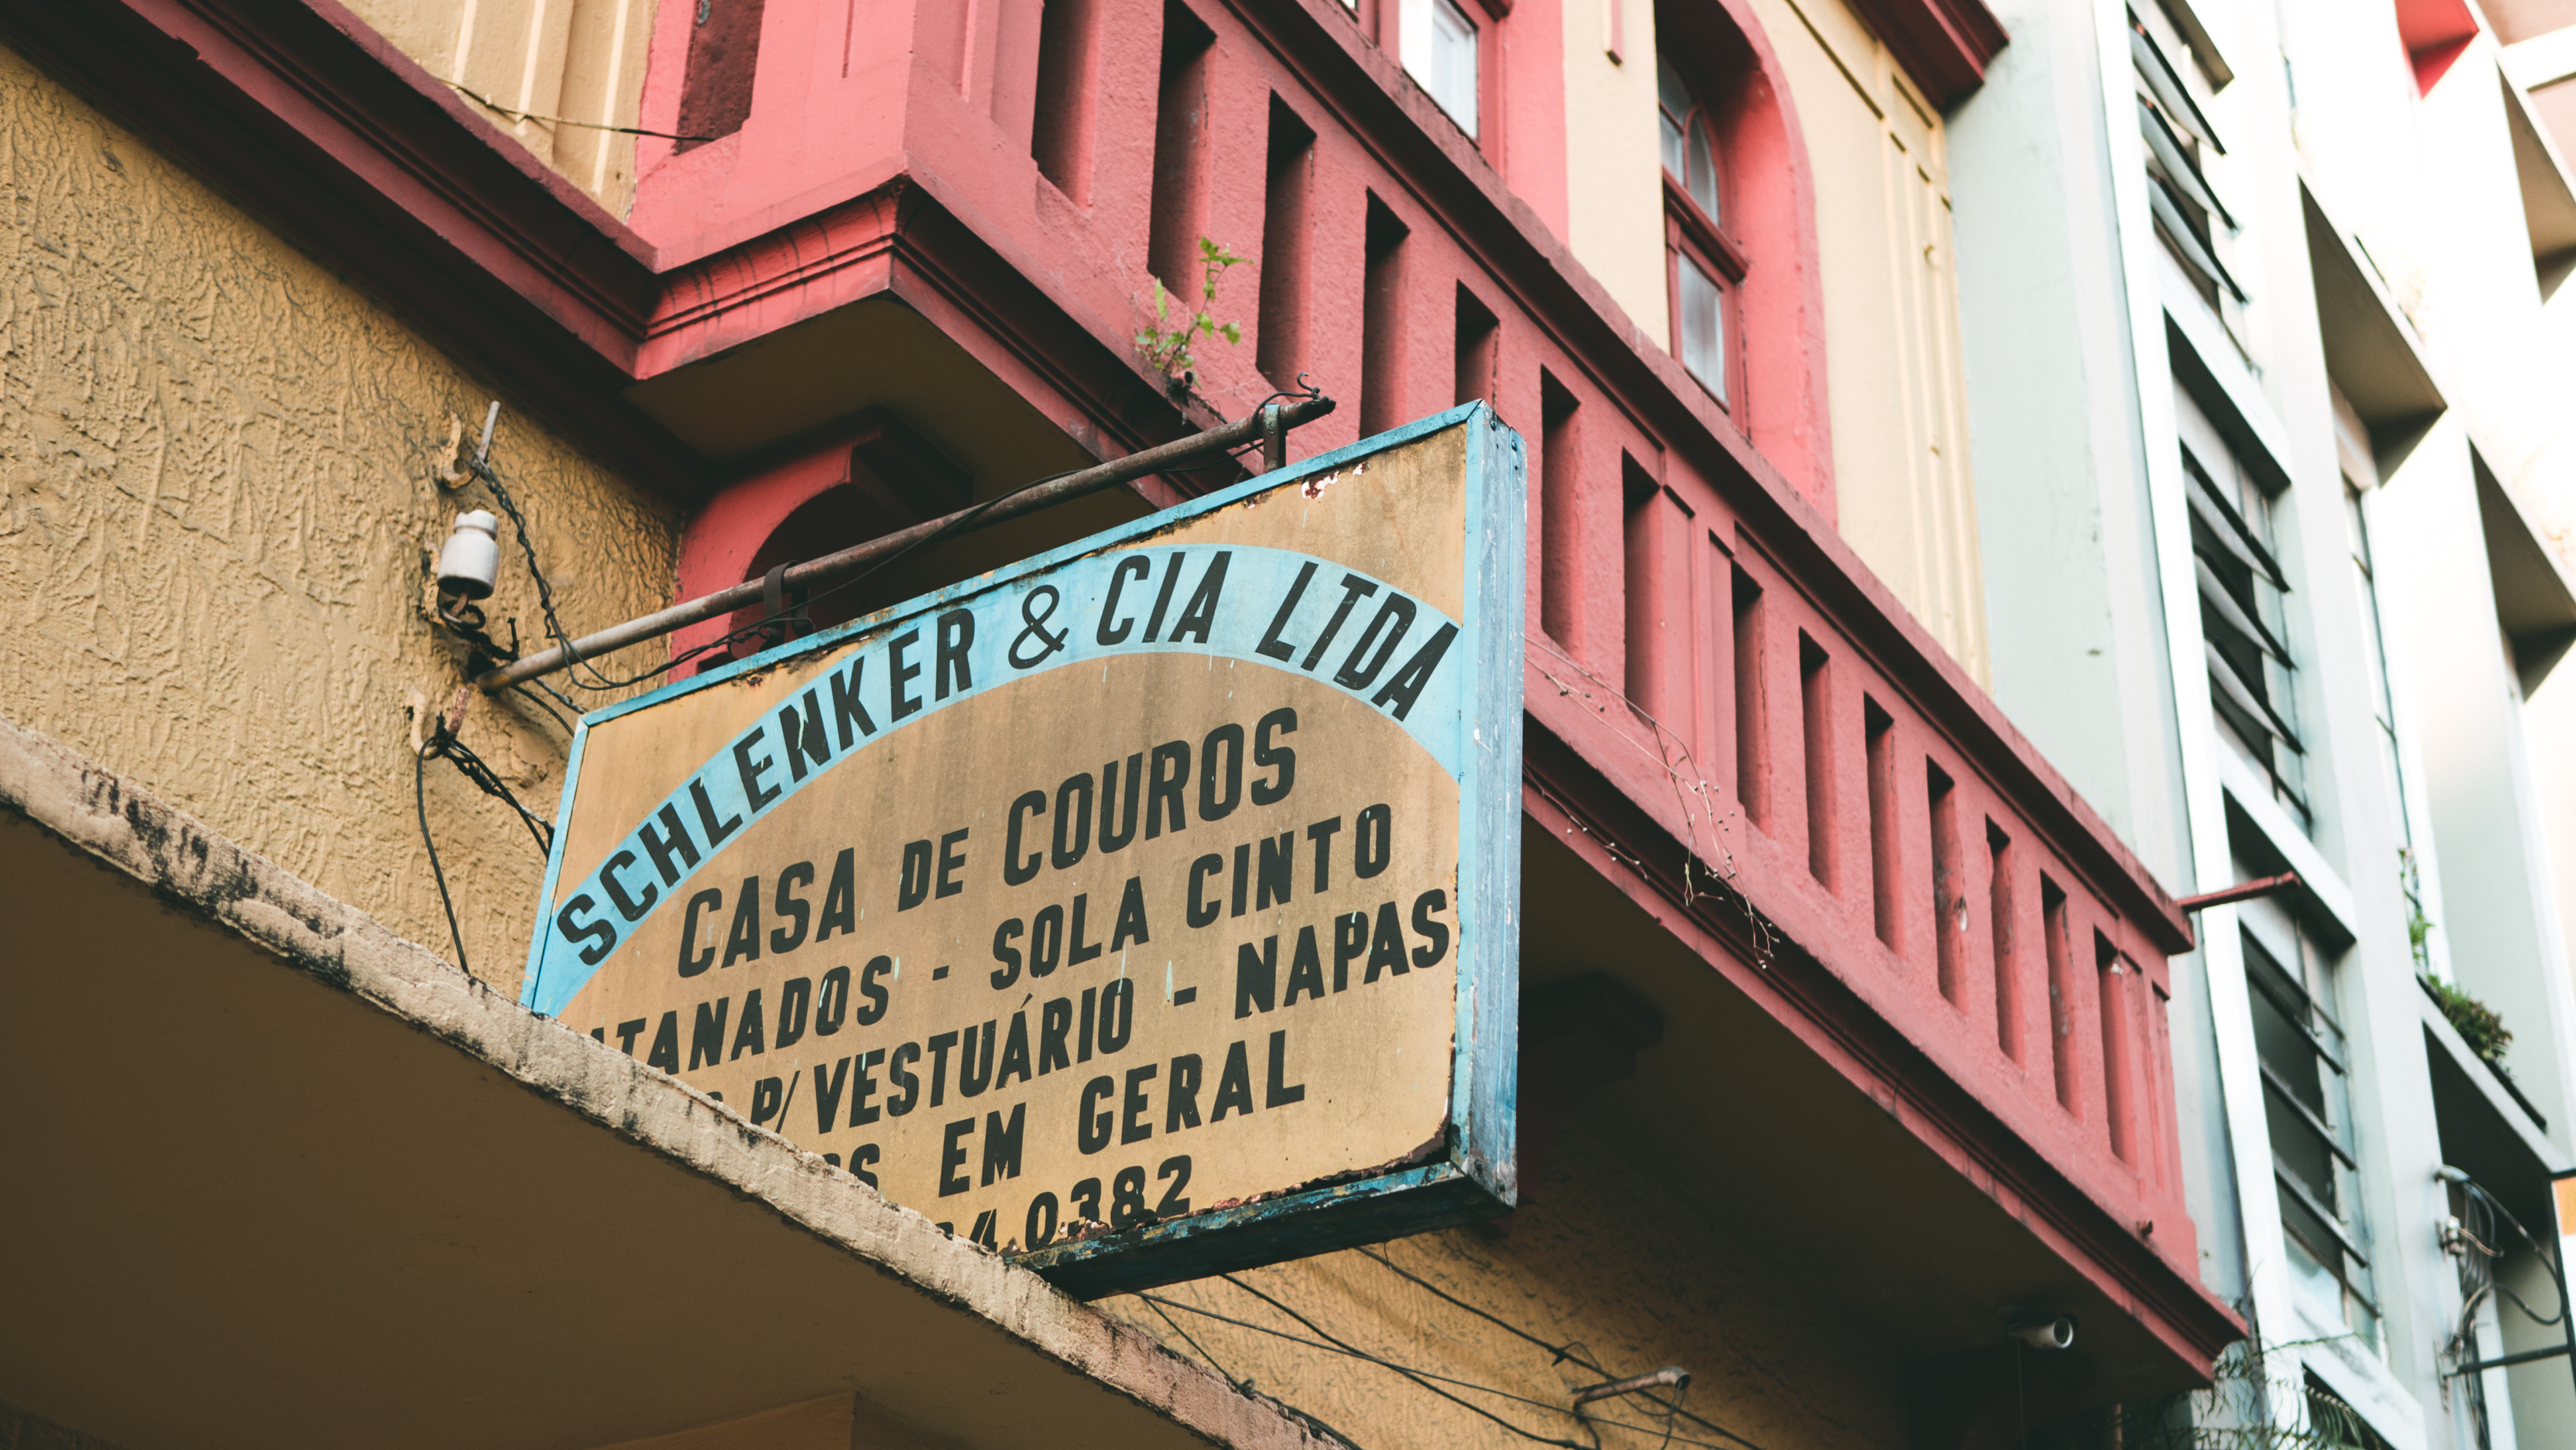 SCHLENKER & CIA LTDA
CASA DE COUROS
ATANADOS - SOLA CINTO
P/ VESTUÁRIO - NAPAS
EM GERAL
0382